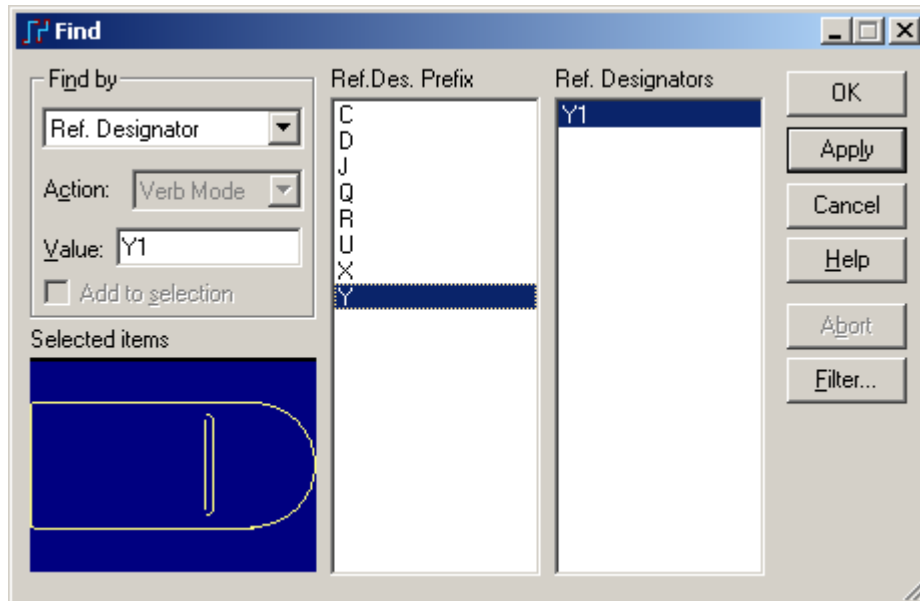 Find
Find by
Ref. Designator
Action: Verb Mode
Value: Y1
Add to selection
Selected items
Ref.Des. Prefix
C
D
J
Q
R
U
X
Y
Ref. Designators
Y1
OK
Apply
Cancel
Help
Abort
Filter...